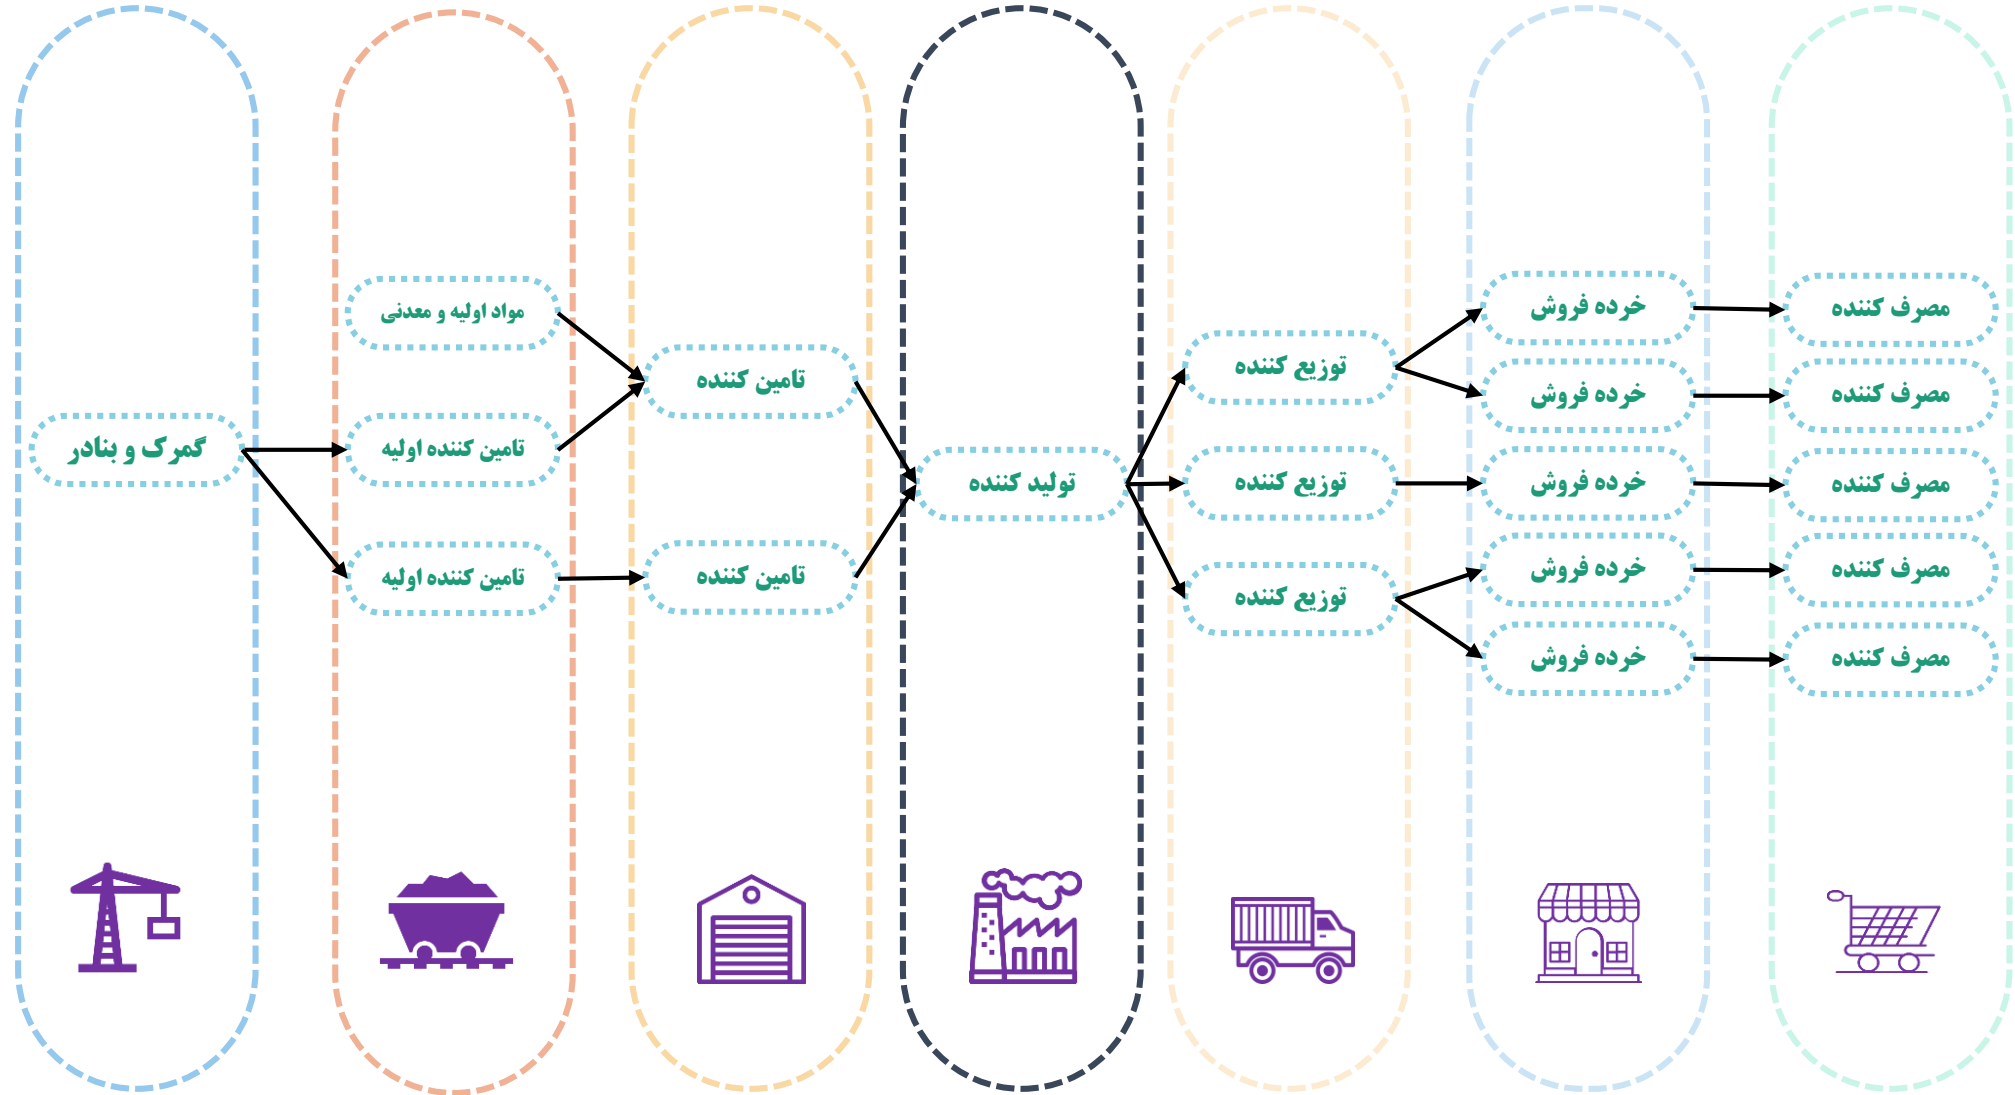 گمرک و بنادر
مواد اولیه و معدنی
تامین کننده اولیه
تامین کننده اولیه
تامین کننده
تامین کننده
تولید کننده
توزیع کننده
توزیع کننده
توزیع کننده
خرده فروش
خرده فروش
خرده فروش
خرده فروش
خرده فروش
مصرف کننده
مصرف کننده
مصرف کننده
مصرف کننده
مصرف کننده